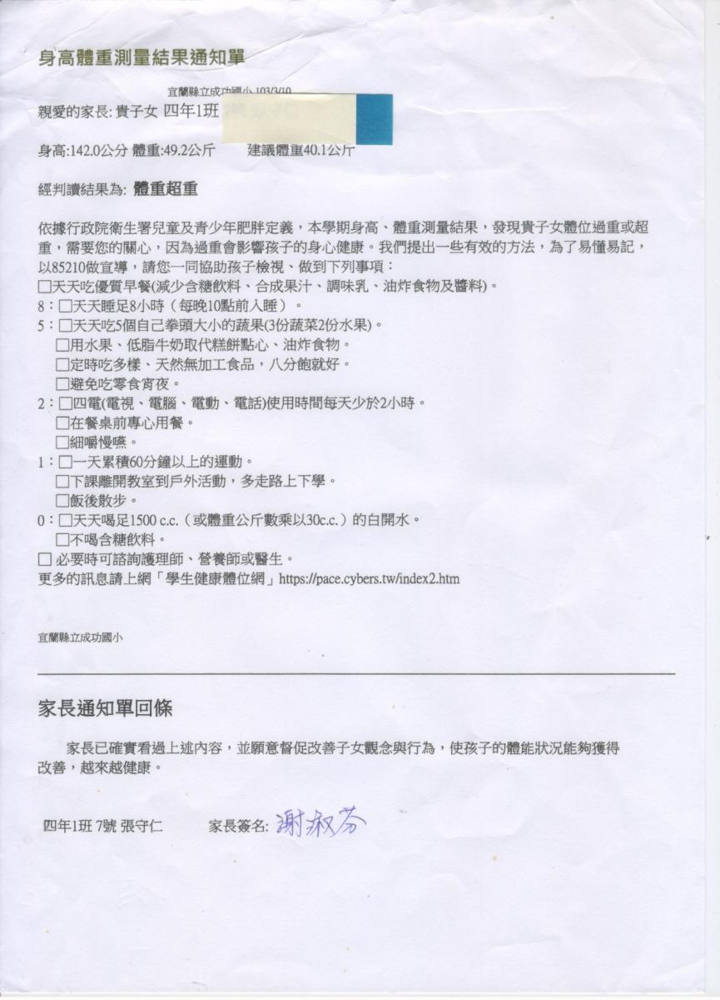 身高體重測量結果通知單
宜蘭縣立成功國小 103/3/10
親愛的家長: 貴子女 四年1班
身高:142.0公分 體重:49.2公斤 建議體重40.1公斤
經判讀結果為: 體重超重
依據行政院衛生署兒童及青少年肥胖定義，本學期身高、體重測量結果，發現貴子女體位過重或超
重，需要您的關心，因為過重會影響孩子的身心健康。我們提出一些有效的方法，為了易懂易記，
以85210做宣導，請您一同協助孩子檢視、做到下列事項：
□天天吃優質早餐(減少含糖飲料、合成果汁、調味乳、油炸食物及醬料)。
8：□天天睡足8小時（每晚10點前入睡）。
5：□天天吃5個自己拳頭大小的蔬果(3份蔬菜2份水果)。
□用水果、低脂牛奶取代糕餅點心、油炸食物。
□定時吃多樣、天然無加工食品，八分飽就好。
□避免吃零食宵夜。
2：□四電(電視、電腦、電動、電話)使用時間每天少於2小時。
□在餐桌前專心用餐。
□細嚼慢嚥。
1：□一天累積60分鐘以上的運動。
□下課離開教室到戶外活動，多走路上下學。
□飯後散步。
0：□天天喝足1500 c.c.（或體重公斤數乘以30c.c.）的白開水。
□不喝含糖飲料。
□ 必要時可諮詢護理師、營養師或醫生。
更多的訊息請上網「學生健康體位網」https://pace.cybers.tw/index2.htm
宜蘭縣立成功國小
家長通知單回條
家長已確實看過上述內容，並願意督促改善子女觀念與行為，使孩子的體能狀況能夠獲得
改善，越來越健康。
四年1班 7號 張守仁 家長簽名: 謝淑芬